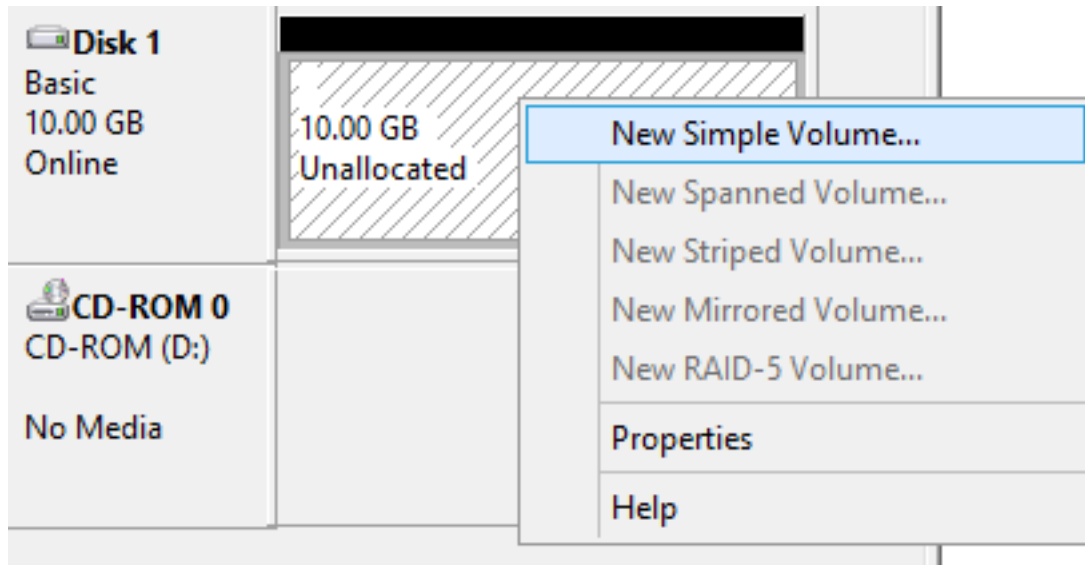 Disk 1
Basic
10.00 GB
Online
10.00 GB
Unallocated
CD-ROM 0
CD-ROM (D:)
No Media
New Simple Volume...
New Spanned Volume...
New Striped Volume...
New Mirrored Volume...
New RAID-5 Volume...
Properties
Help